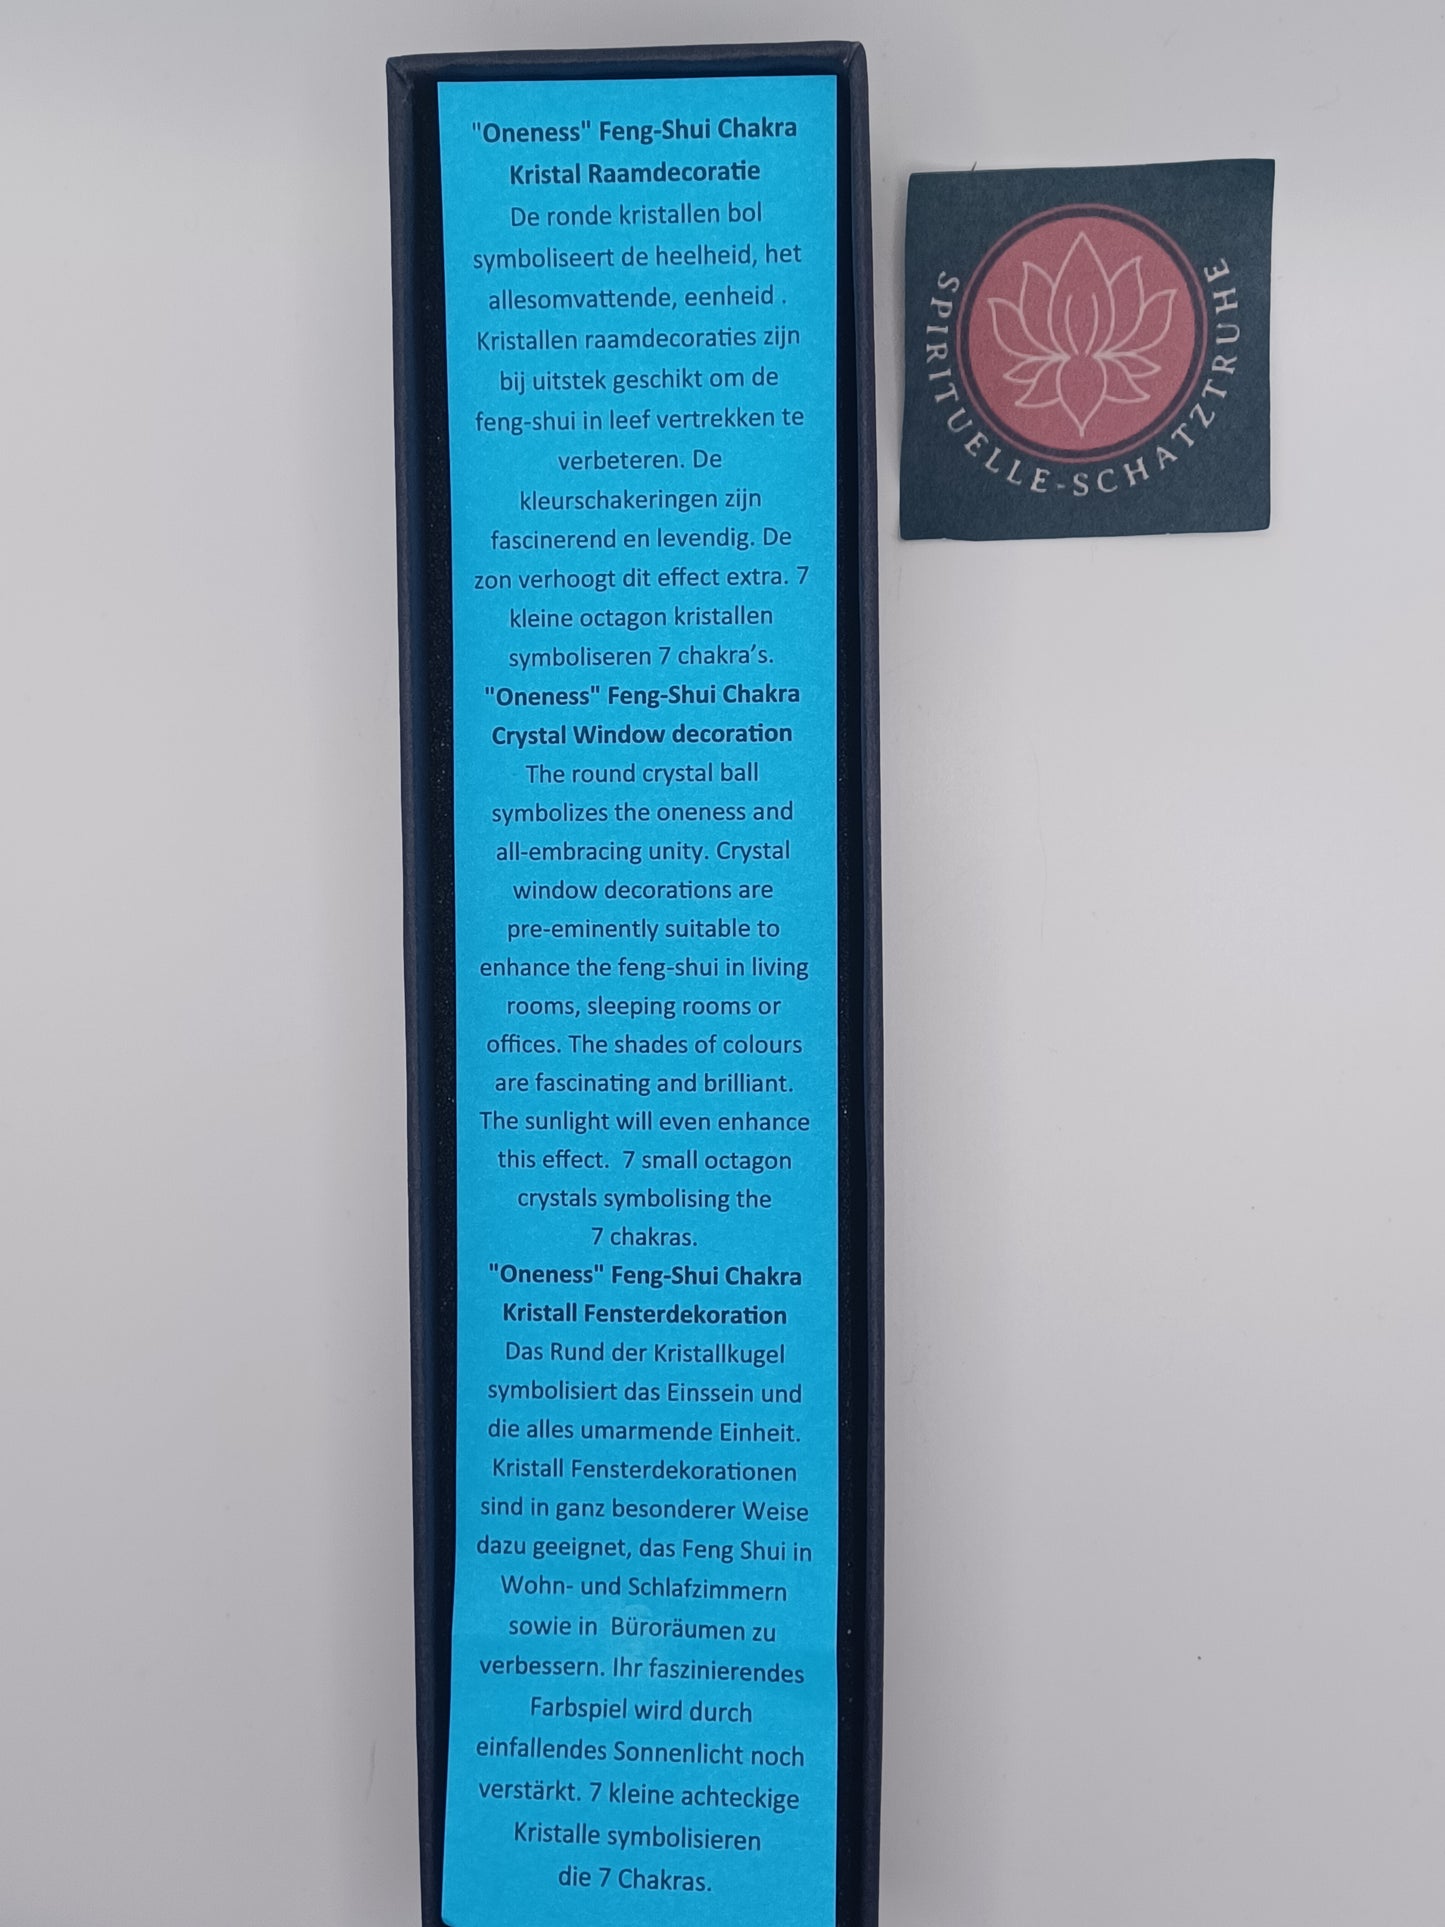 "Oneness" Feng-Shui Chakra
Kristal Raamdecoratie
De ronde kristallen bol
symboliseert de heelheid, het
allesomvattende, eenheid .
Kristallen raamdecoraties zijn
bij uitstek geschikt om de
feng-shui in leef vertrekken te
verbeteren. De
kleurschakeringen zijn
fascinerend en levendig. De
zon verhoogt dit effect extra. 7
kleine octagon kristallen
symboliseren 7 chakra’s.
"Oneness" Feng-Shui Chakra
Crystal Window decoration
The round crystal ball
symbolizes the oneness and
all-embracing unity. Crystal
window decorations are
pre-eminently suitable to
enhance the feng-shui in living
rooms, sleeping rooms or
offices. The shades of colours
are fascinating and brilliant.
The sunlight will even enhance
this effect.  7 small octagon
crystals symbolising the
7 chakras.
"Oneness" Feng-Shui Chakra
Kristall Fensterdekoration
Das Rund der Kristallkugel
symbolisiert das Einssein und
die alles umarmende Einheit.
Kristall Fensterdekorationen
sind in ganz besonderer Weise
dazu geeignet, das Feng Shui in
Wohn- und Schlafzimmern
sowie in  Büroräumen zu
verbessern. Ihr faszinierendes
Farbspiel wird durch
einfallendes Sonnenlicht noch
verstärkt. 7 kleine achteckige
Kristalle symbolisieren
die 7 Chakras.
SPIRITUELLE-SCHATZTRUHE